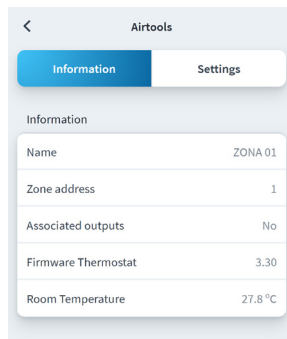 Airtools
Information Settings
Information
Name ZONA 01
Zone address 1
Associated outputs No
Firmware Thermostat 3.30
Room Temperature 27.8 ºC